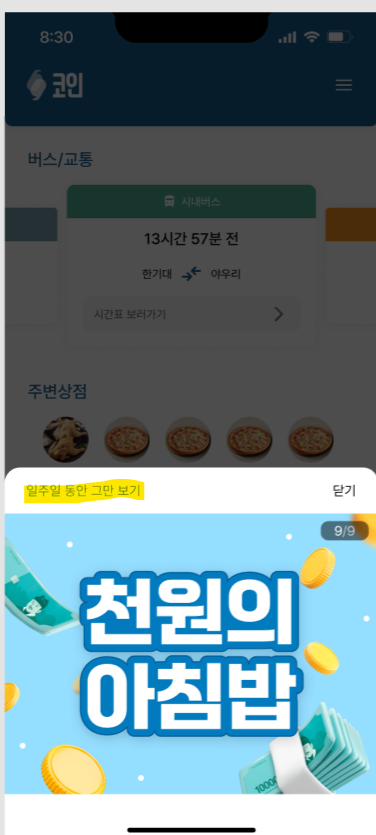 8:30
코인
버스/교통
시내버스
13시간 57분 전
한기대 야우리
시간표 보러가기
주변상점
일주일 동안 그만 보기 닫기
9/9
천원의
아침밥
10000